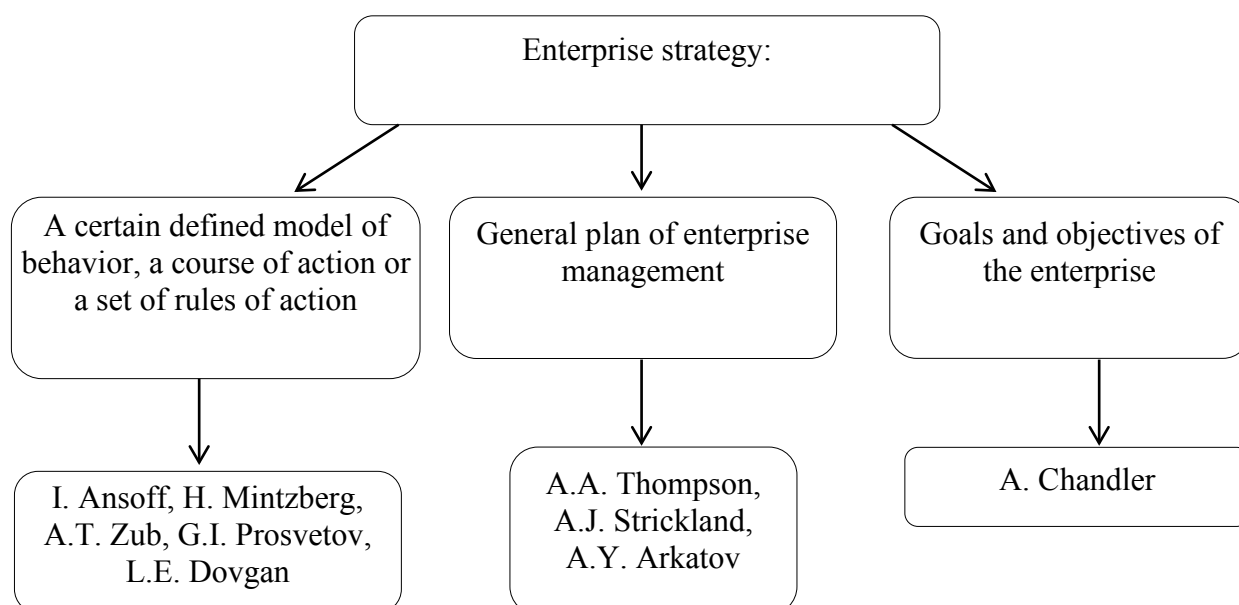 Enterprise strategy:
A certain defined model of
behavior, a course of action or
a set of rules of action
General plan of enterprise
management
Goals and objectives of
the enterprise
I. Ansoff, H. Mintzberg,
A.T. Zub, G.I. Prosvetov,
L.E. Dovgan
A.A. Thompson,
A.J. Strickland,
A.Y. Arkatov
A. Chandler